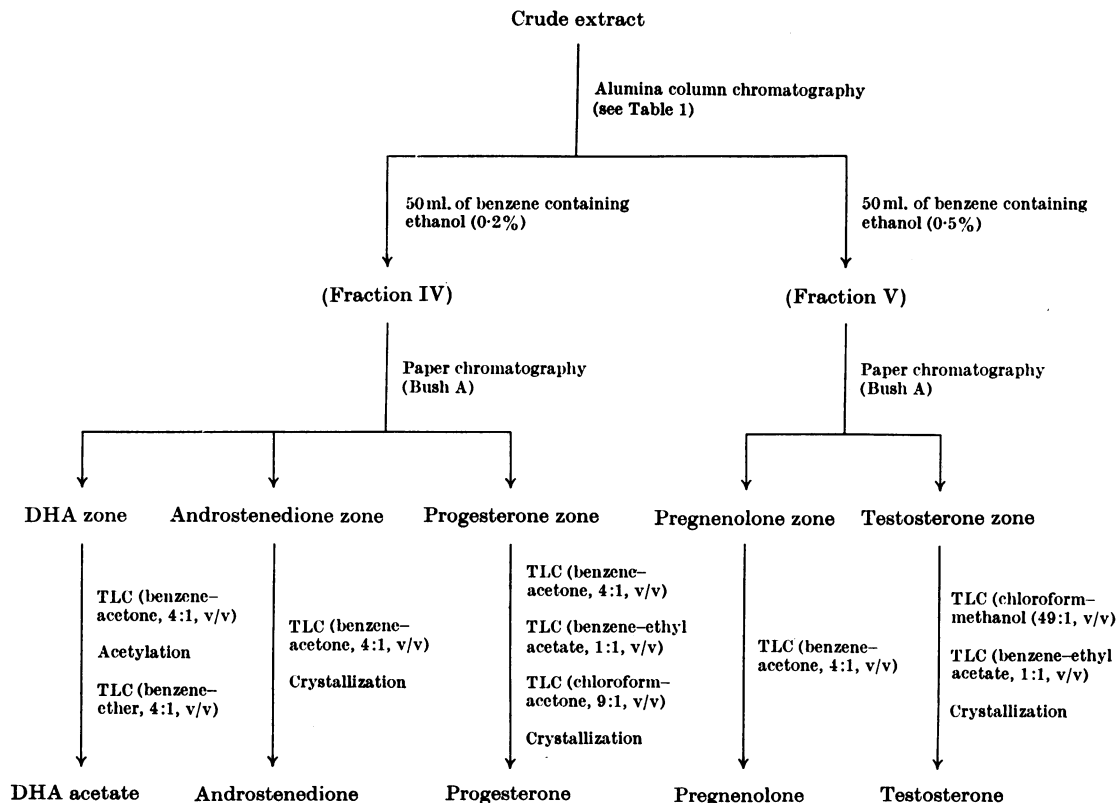 Crude extract
Alumina column chromatography
(see Table 1)
50 ml. of benzene containing
ethanol (0·2%)
50 ml. of benzene containing
ethanol (0·5%)
(Fraction IV)
(Fraction V)
Paper chromatography
(Bush A)
Paper chromatography
(Bush A)
DHA zone
Androstenedione zone
Progesterone zone
Pregnenolone zone
Testosterone zone
TLC (benzene–
acetone, 4:1, v/v)
Acetylation
TLC (benzene–
ether, 4:1, v/v)
TLC (benzene–
acetone, 4:1, v/v)
Crystallization
TLC (benzene–
acetone, 4:1, v/v)
TLC (benzene–ethyl
acetate, 1:1, v/v)
TLC (chloroform–
acetone, 9:1, v/v)
Crystallization
TLC (benzene–
acetone, 4:1, v/v)
TLC (chloroform–
methanol (49:1, v/v)
TLC (benzene–ethyl
acetate, 1:1, v/v)
Crystallization
DHA acetate
Androstenedione
Progesterone
Pregnenolone
Testosterone